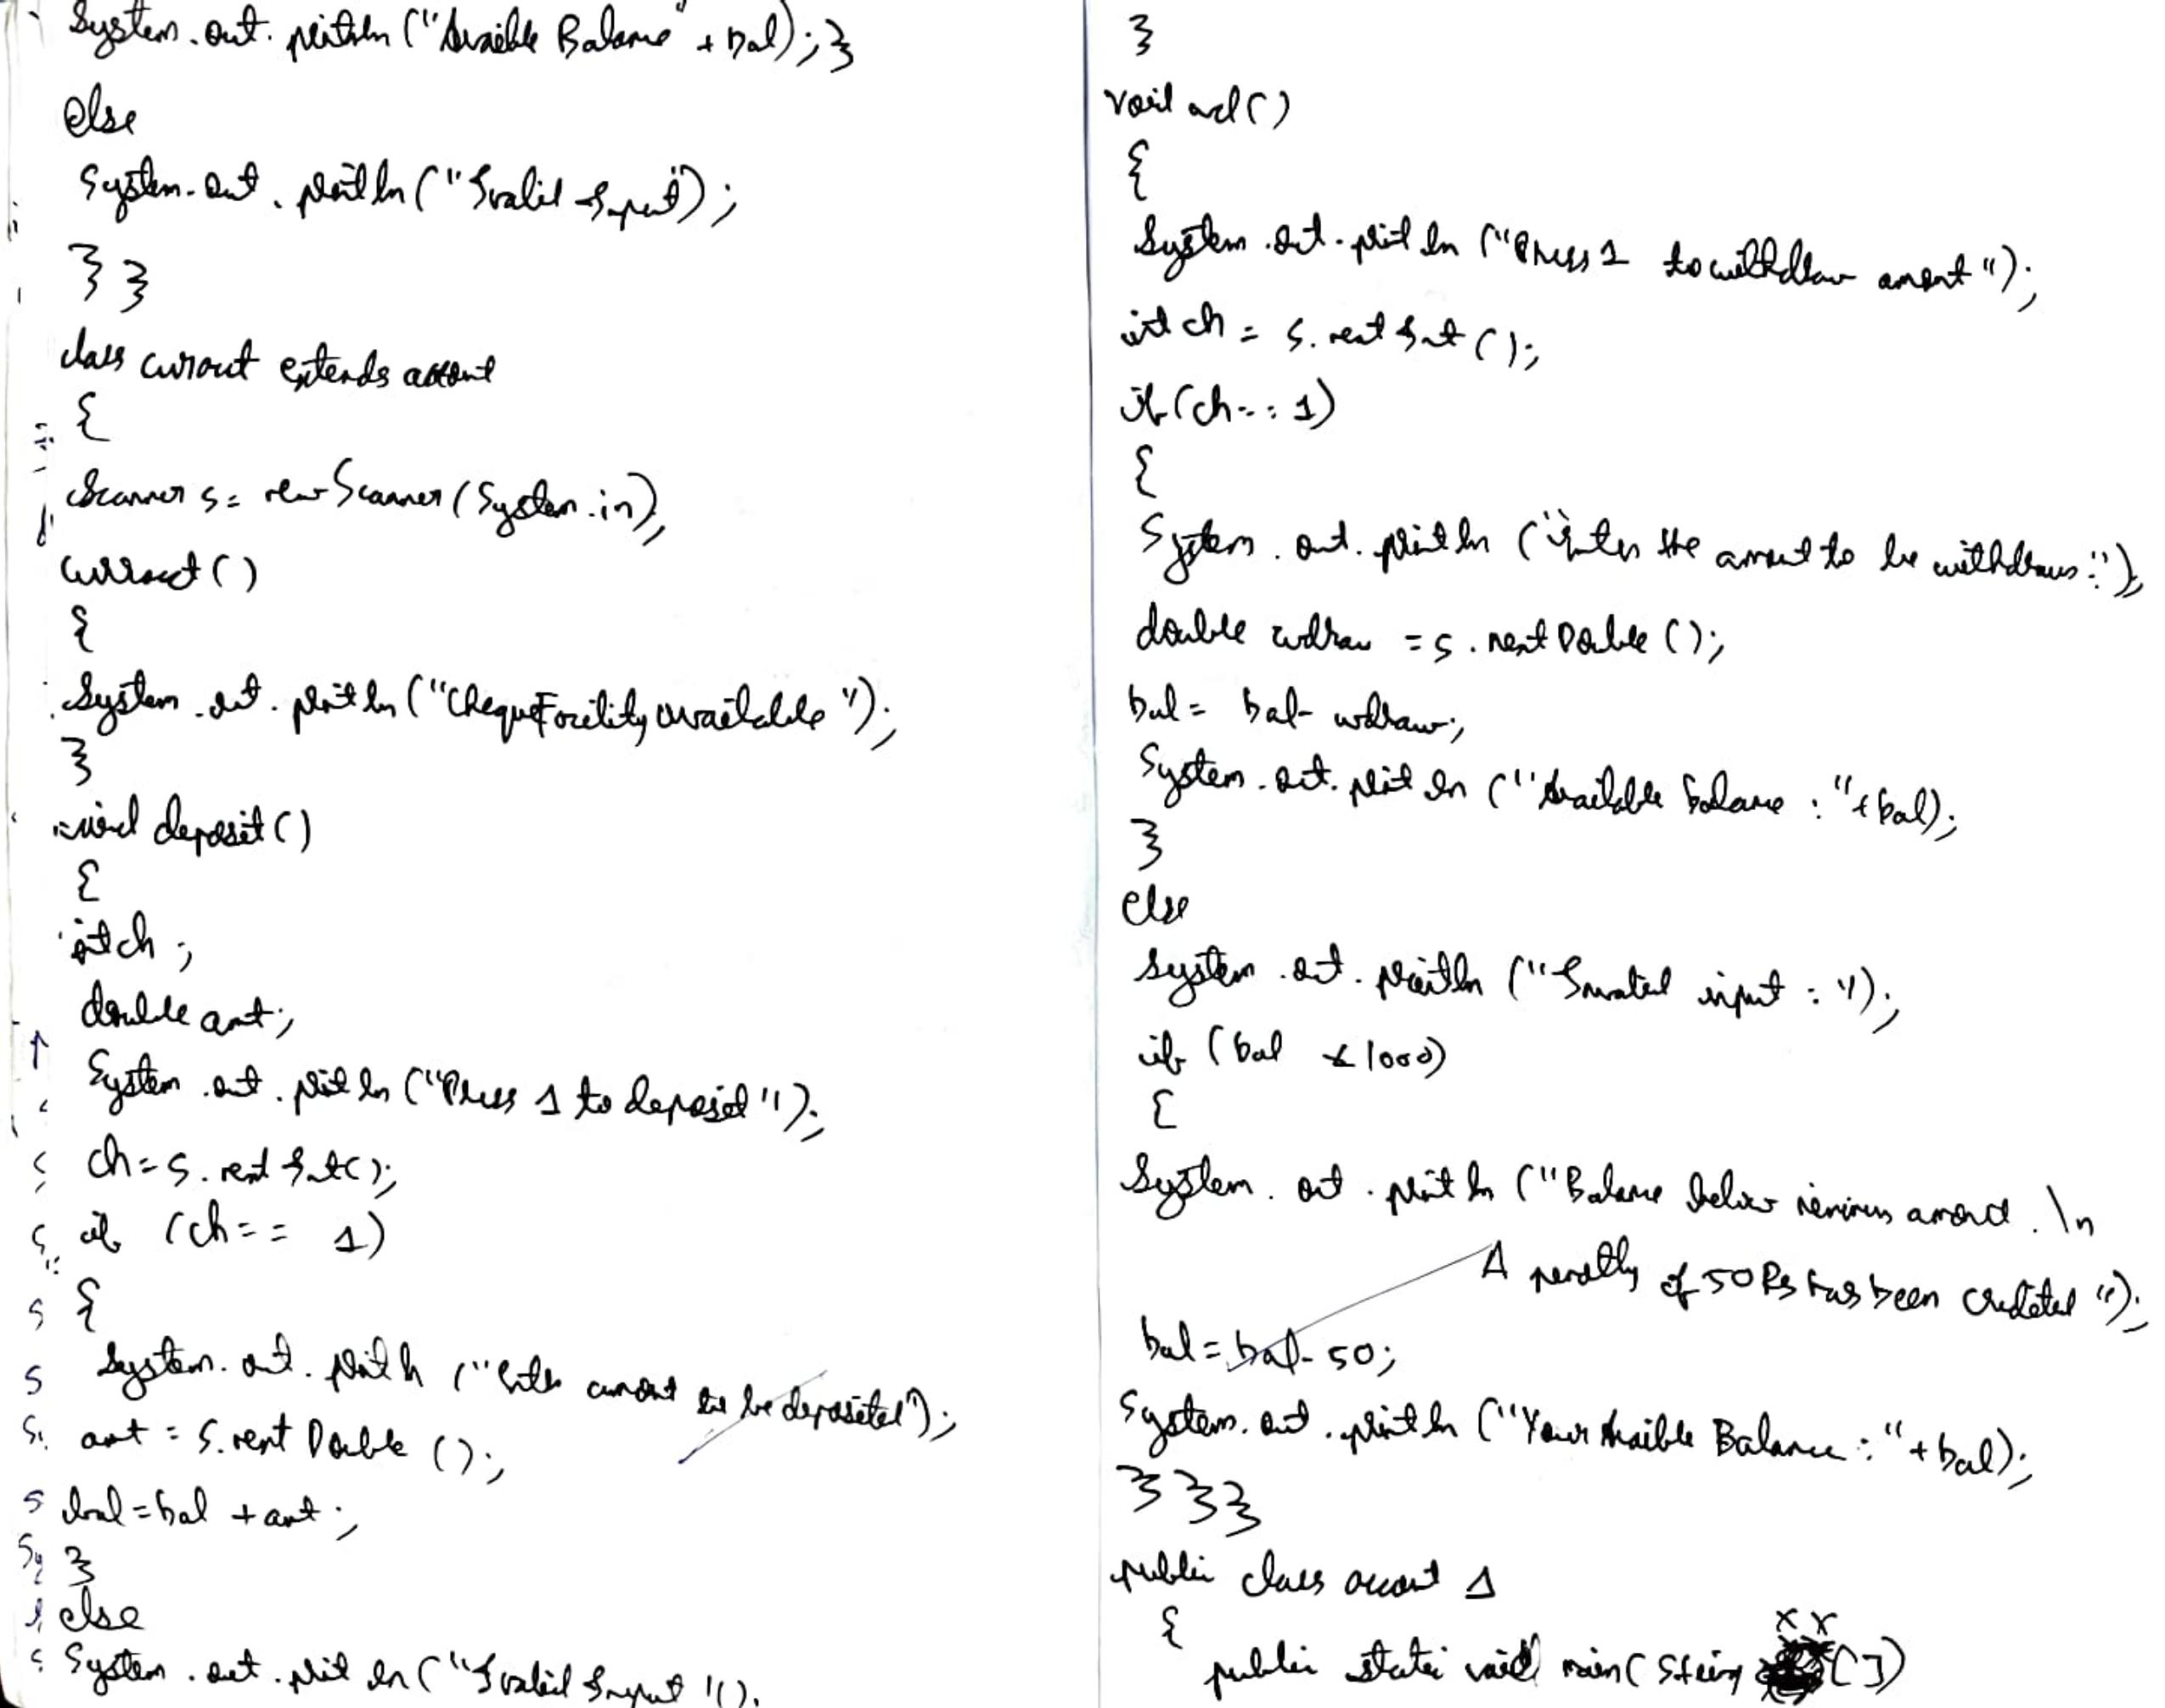 System.out.println("Avaible Balance" + bal);}
else
System.out.println("Invalid Input");
} }
class current extends account
{
Scanner s= new Scanner(System.in);
current()
{
System.out.println("ChequeFacility available");
}
void deposit()
{
int ch;
double amt;
System.out.println("Press 1 to deposit");
ch=s.nextInt();
if (ch== 1)
{
System.out.println("Enter amount to be deposited");
amt = s.nextDouble();
bal=bal +amt;
}
else
System.out.println("Invalid Input");
}
void
{
System.out.println("Press 1 to withdraw amount");
int ch = s.nextInt();
if(ch==1)
{
System.out.println("Enter the amount to be withdrawn:");
double wdraw =s.nextDouble();
bal= bal- wdraw;
System.out.println("Available balance : "+bal);
}
else
System.out.println("Invalid input : ");
if (bal <1000)
{
System.out.println("Balance below amount. \n
A penalty of 50Rs has been credited");
bal=bal-50;
System.out.println("Your Avaible Balance : "+bal);
}}}
public class account 1
{
public static void main(String xx[])